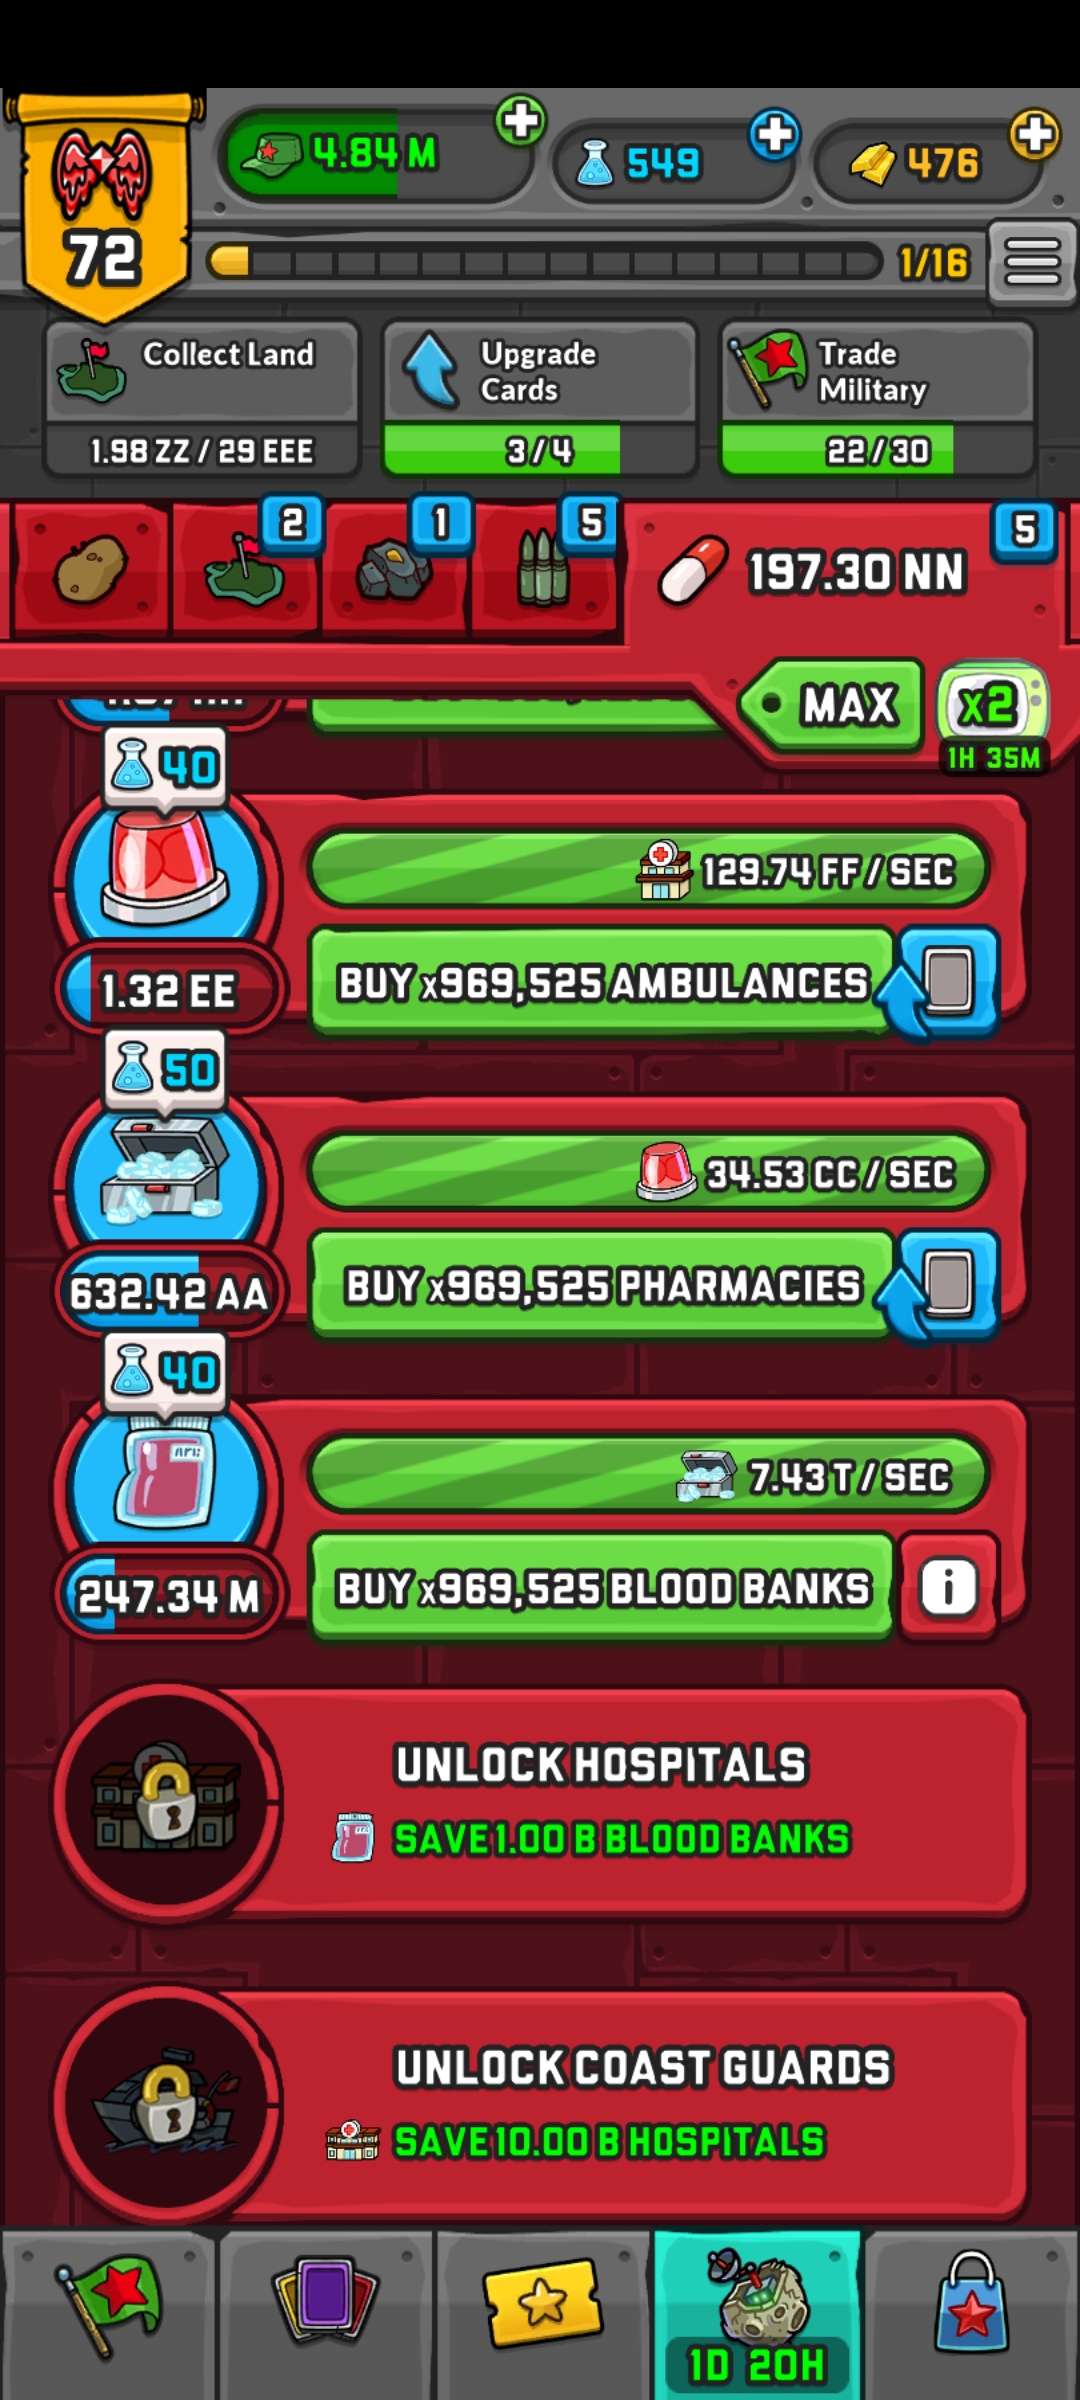 4.84 M
549
476
72
1/16
Collect Land
1.98 ZZ / 29 EEE
Upgrade
Cards
3/4
Trade
Military
22/30
2
1
5
197.30 NN
5
MAX
x2
1H 35M
40
129.74 FF / SEC
1.32 EE
BUY x969,525 AMBULANCES
50
34.53 CC / SEC
632.42 AA
BUY x969,525 PHARMACIES
40
7.43 T / SEC
247.34 M
BUY x969,525 BLOOD BANKS
i
UNLOCK HOSPITALS
SAVE 1.00 B BLOOD BANKS
UNLOCK COAST GUARDS
SAVE 10.00 B HOSPITALS
1D 20H